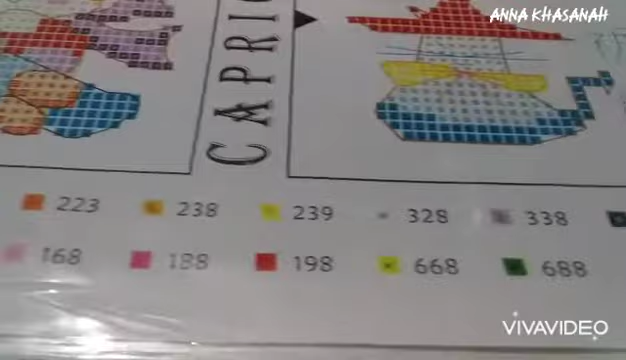 ANNA KHASANAH
CAPRIC
223 238 239 328 338
168 188 198 668 688
VIVAVIDEO